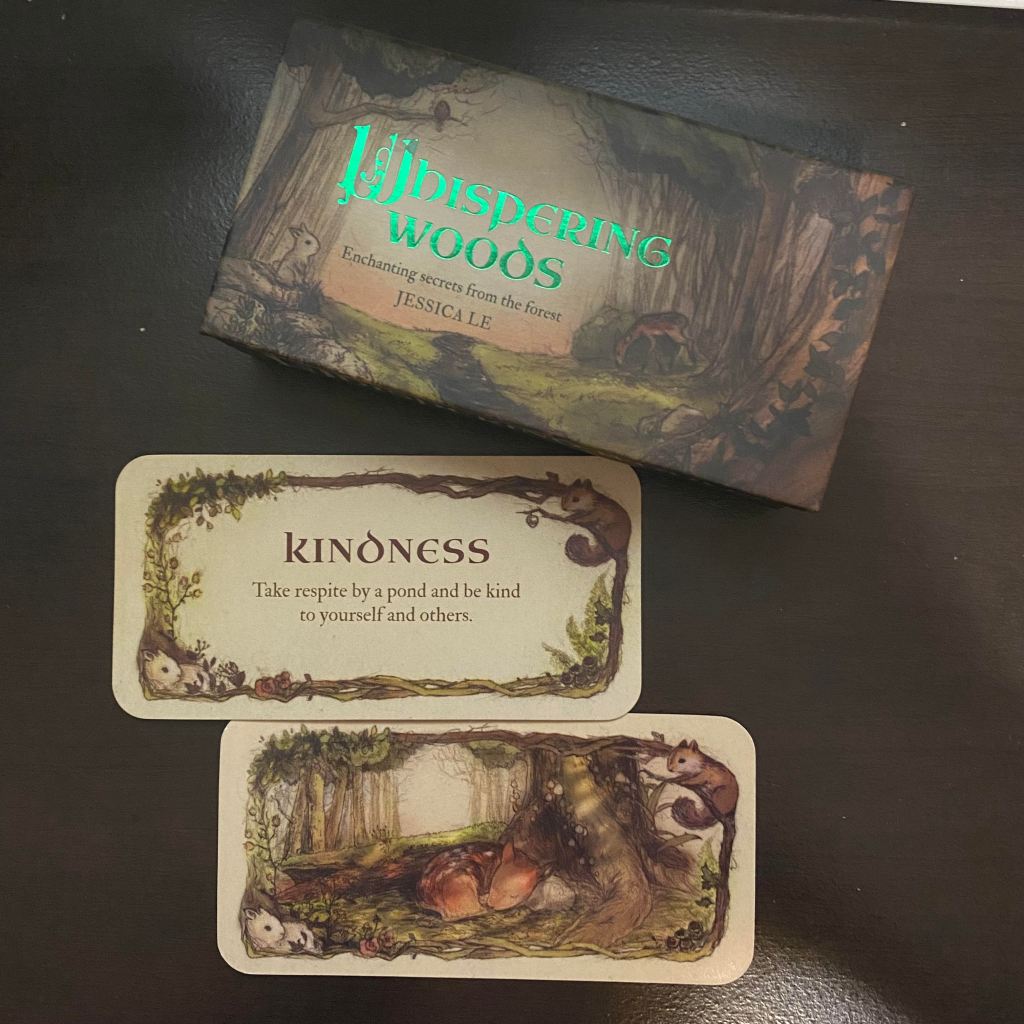 Whispering
Woods
Enchanting secrets from the forest
JESSICA LE
KINDNESS
Take respite by a pond and be kind
to yourself and others.